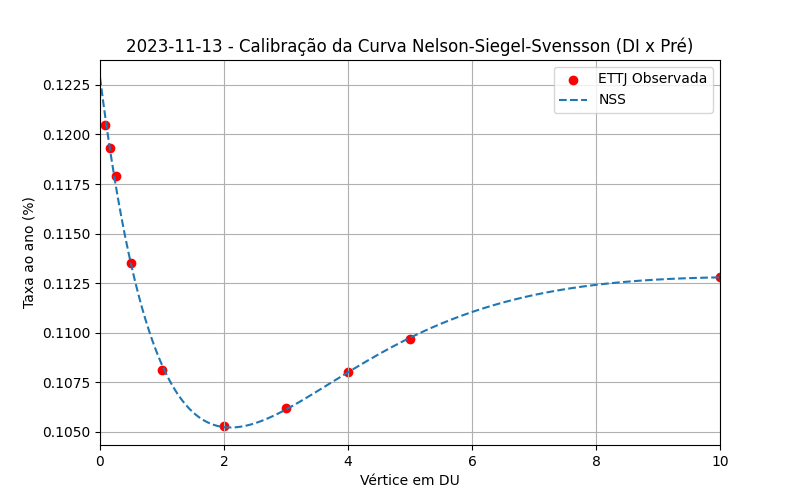 2023-11-13 - Calibração da Curva Nelson-Siegel-Svensson (DI x Pré)
ETTJ Observada
NSS
Taxa ao ano (%)
0.1225
0.1200
0.1175
0.1150
0.1125
0.1100
0.1075
0.1050
0 2 4 6 8 10
Vértice em DU